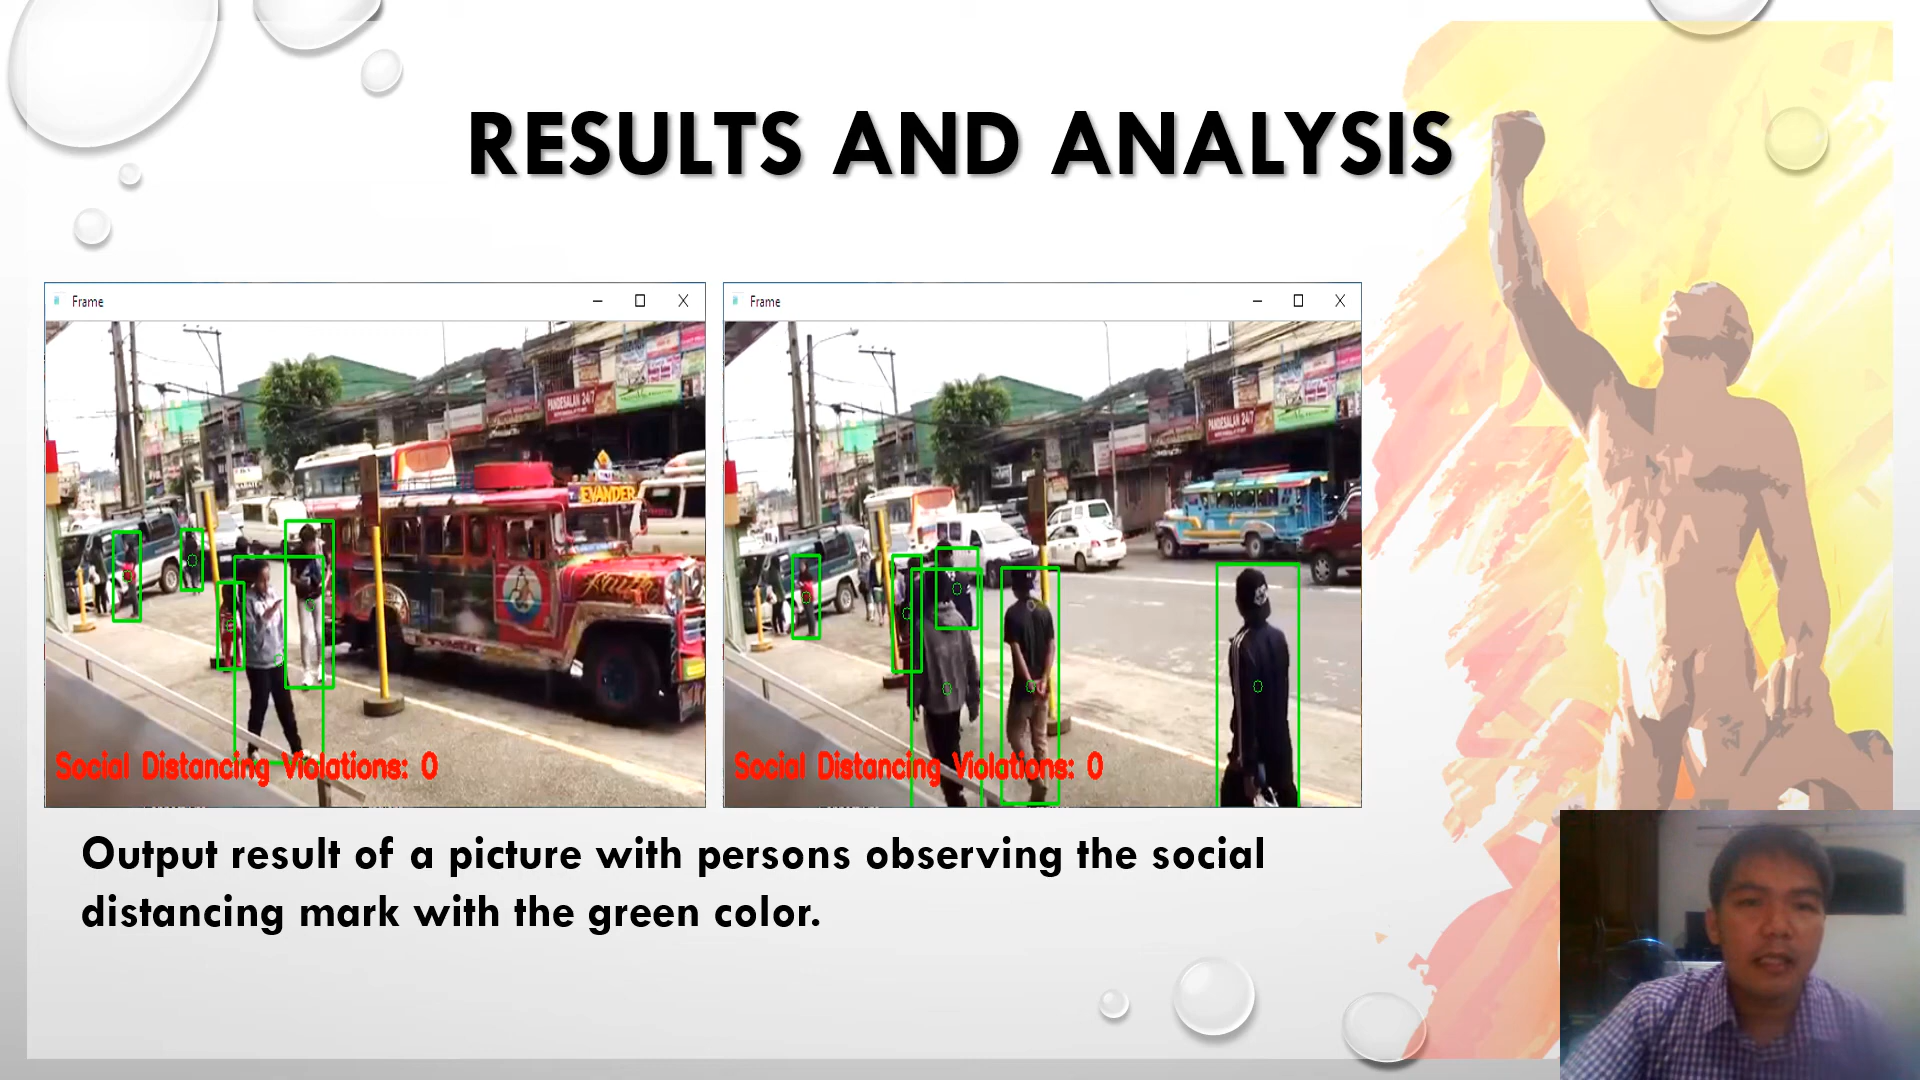 RESULTS AND ANALYSIS
Frame
Frame
PANDESALAN 24/7
PANDESALAN 24/7
EVANDER
Social Distancing Violations: 0
Social Distancing Violations: 0
Output result of a picture with persons observing the social
distancing mark with the green color.